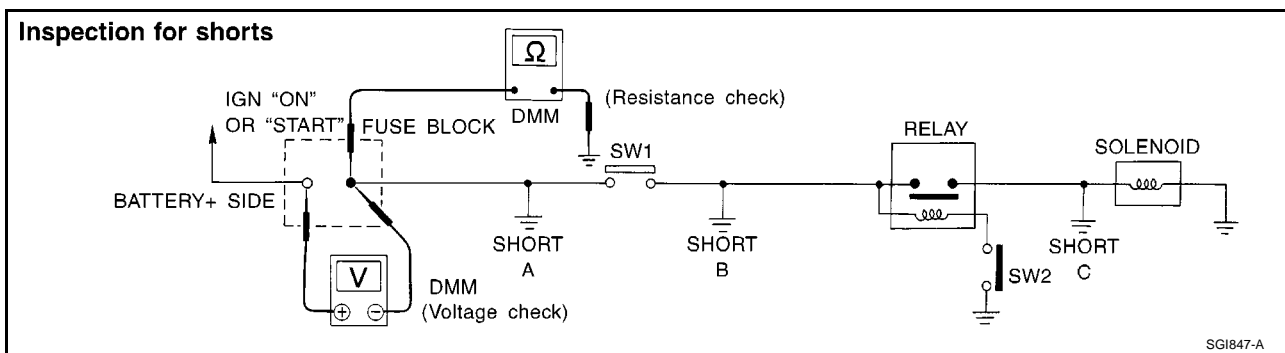 Inspection for shorts
Ω
IGN “ON”
OR “START”
FUSE BLOCK
DMM
(Resistance check)
SW1
RELAY
SOLENOID
BATTERY+ SIDE
SHORT
A
SHORT
B
SHORT
C
SW2
V
+ −
DMM
(Voltage check)
SGI847-A